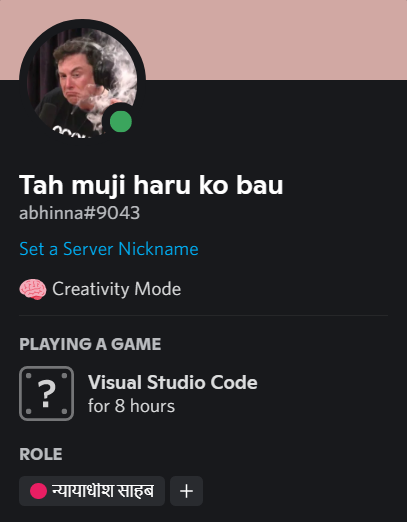 Tah muji haru ko bau
abhinna#9043
Set a Server Nickname
Creativity Mode
PLAYING A GAME
?
Visual Studio Code
for 8 hours
ROLE
न्यायाधीश साहब +